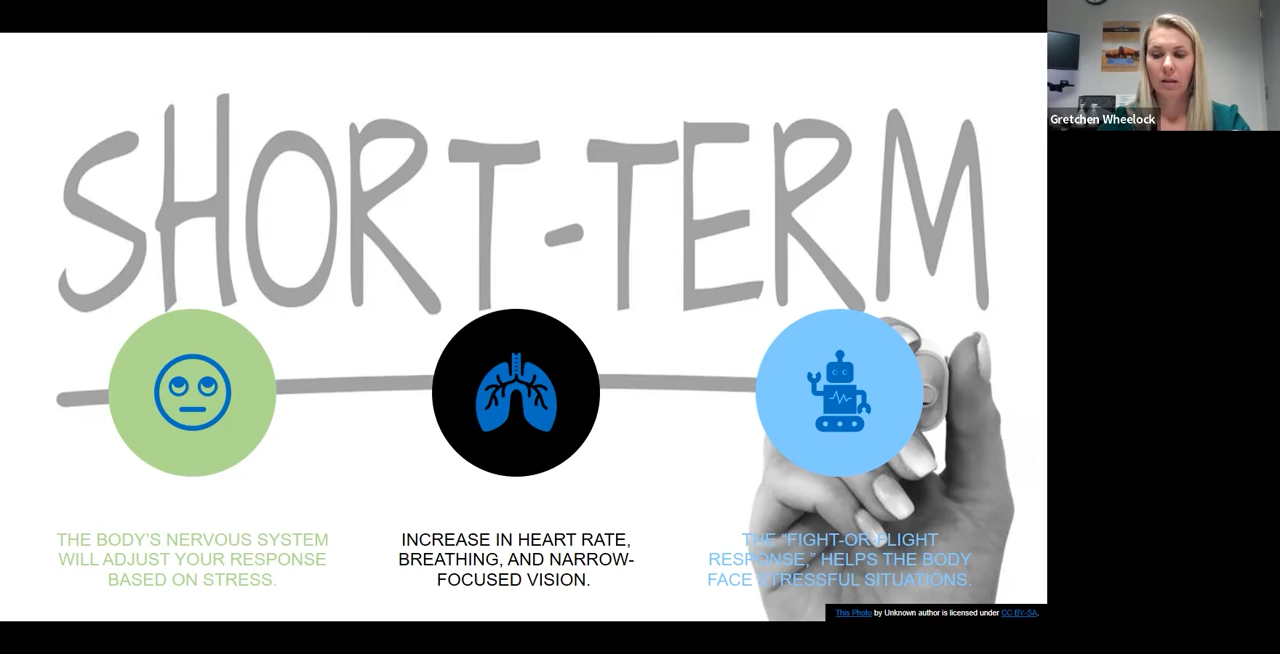 SHORT-TERM
Gretchen Wheelock
THE BODY'S NERVOUS SYSTEM
WILL ADJUST YOUR RESPONSE
BASED ON STRESS.
INCREASE IN HEART RATE,
BREATHING, AND NARROW-
FOCUSED VISION.
THE "FIGHT-OR-FLIGHT
RESPONSE," HELPS THE BODY
FACE STRESSFUL SITUATIONS.
This Photo by Unknown author is licensed under CC BY-SA.